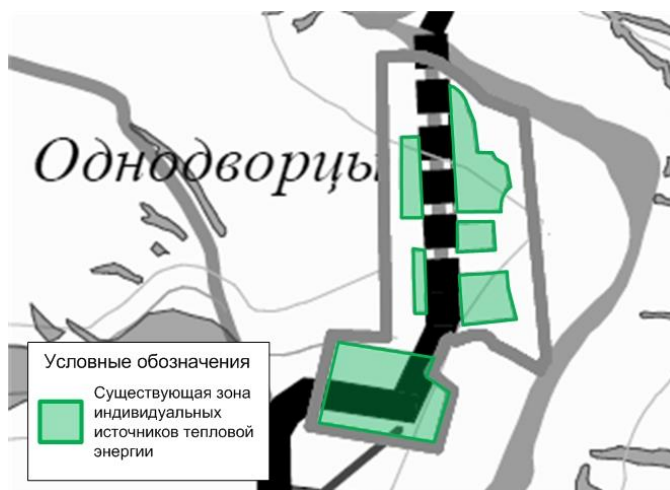 Однодворцы
Условные обозначения
Существующая зона
индивидуальных
источников тепловой
энергии